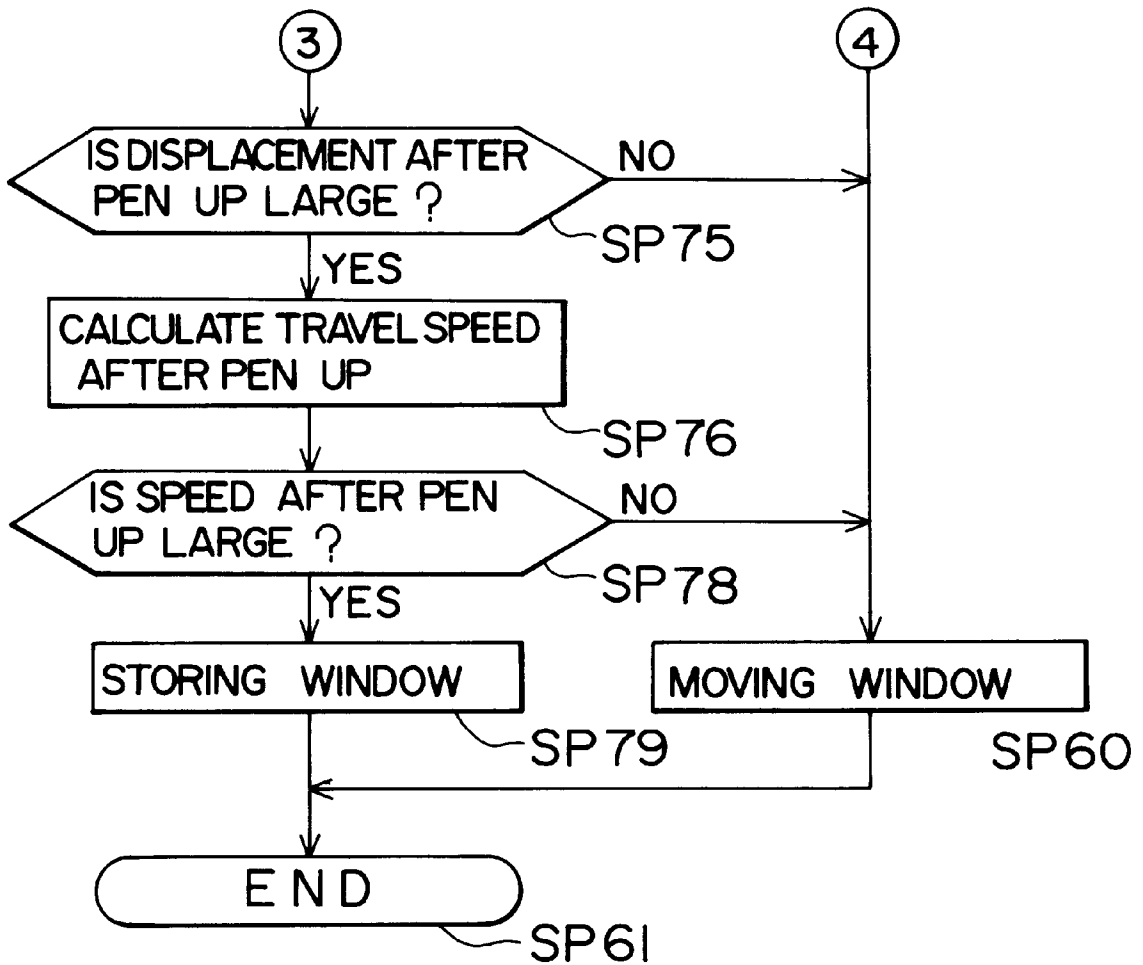 3
4
IS DISPLACEMENT AFTER
PEN UP LARGE ?
NO
SP75
YES
CALCULATE TRAVEL SPEED
AFTER PEN UP
SP76
IS SPEED AFTER PEN
UP LARGE ?
NO
SP78
YES
STORING WINDOW
SP79
MOVING WINDOW
SP60
END
SP61